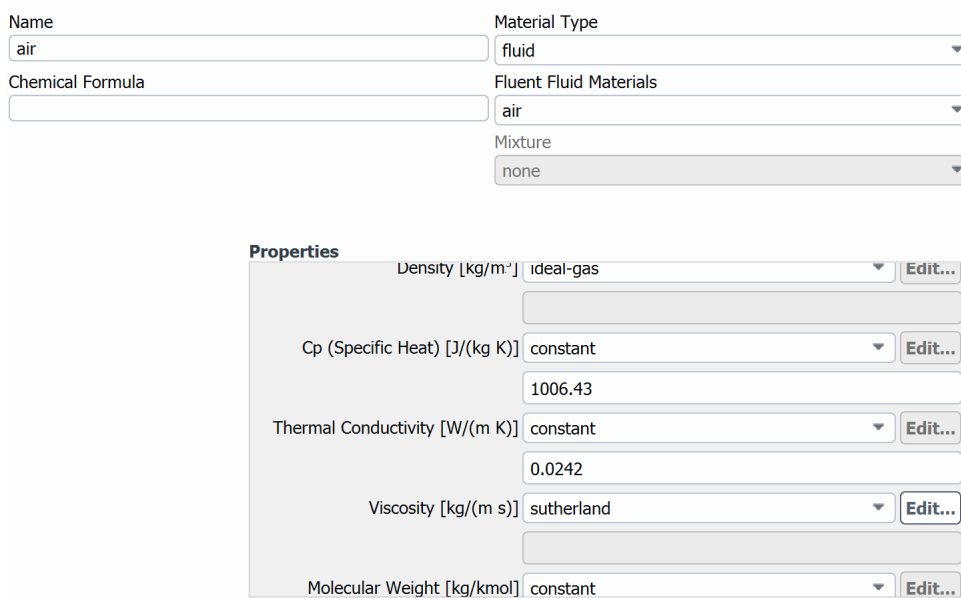 Name
air
Material Type
fluid
Chemical Formula
Fluent Fluid Materials
air
Mixture
none
Properties
Density [kg/m³] ideal-gas Edit...
Cp (Specific Heat) [J/(kg K)] constant Edit...
1006.43
Thermal Conductivity [W/(m K)] constant Edit...
0.0242
Viscosity [kg/(m s)] sutherland Edit...
Molecular Weight [kg/kmol] constant Edit...